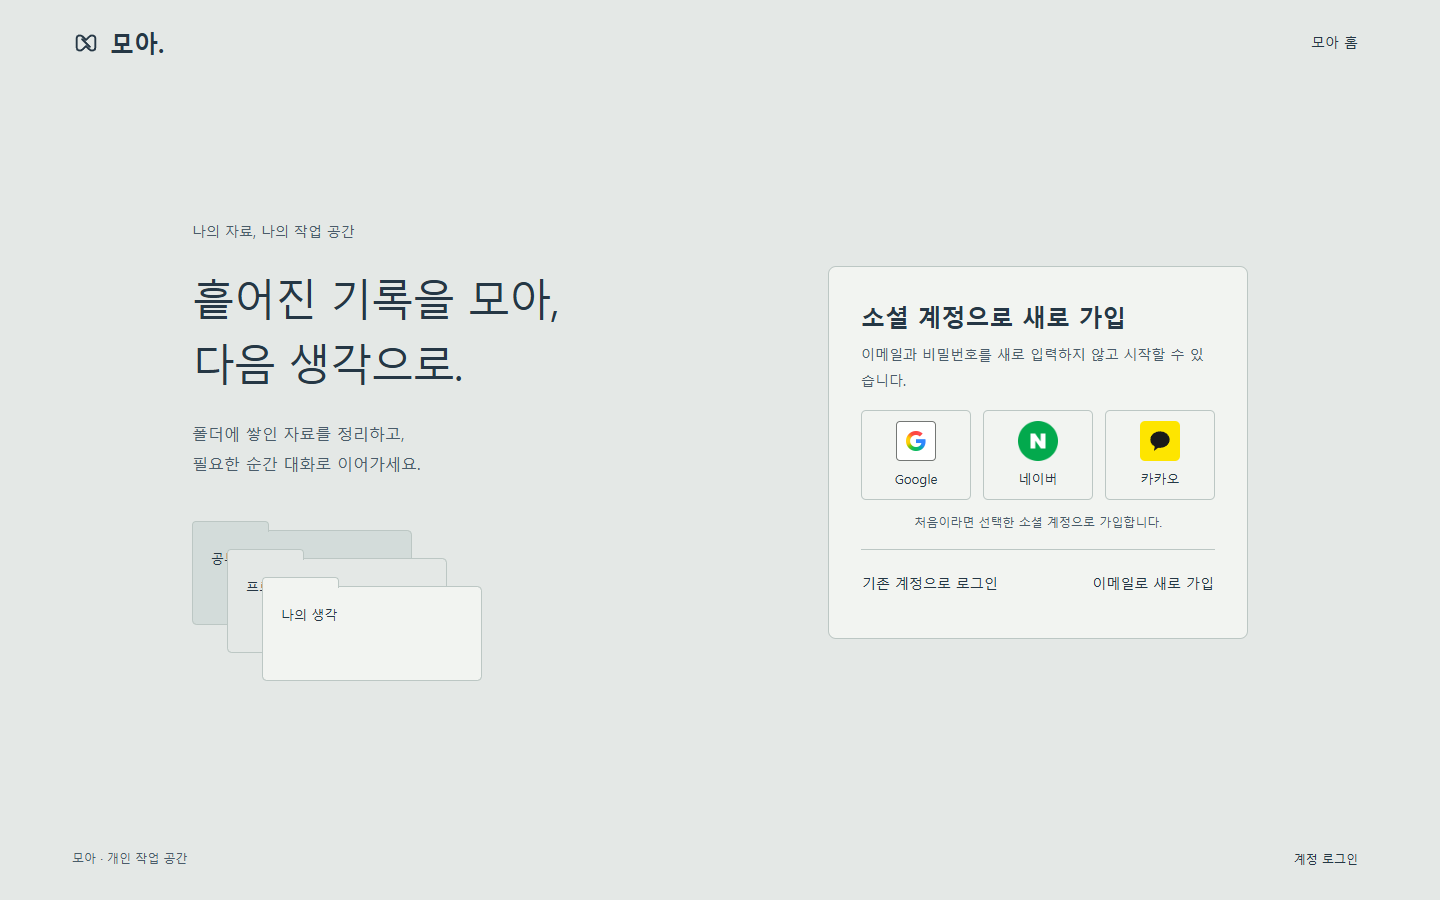 모아.
모아 홈
나의 자료, 나의 작업 공간
흩어진 기록을 모아,
다음 생각으로.
폴더에 쌓인 자료를 정리하고,
필요한 순간 대화로 이어가세요.
나의 생각
소셜 계정으로 새로 가입
이메일과 비밀번호를 새로 입력하지 않고 시작할 수 있
습니다.
Google
네이버
카카오
처음이라면 선택한 소셜 계정으로 가입합니다.
기존 계정으로 로그인
이메일로 새로 가입
모아 · 개인 작업 공간
계정 로그인